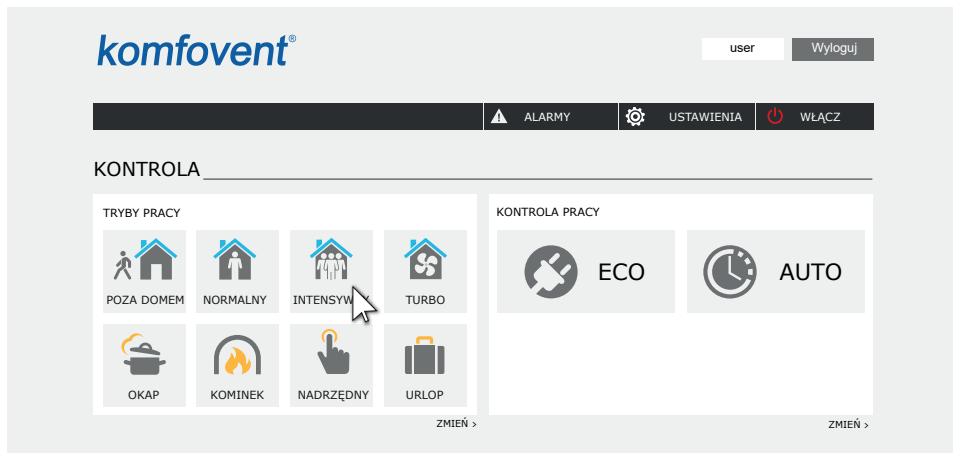 komfovent®
user Wyloguj
ALARMY USTAWIENIA WŁĄCZ
KONTROLA
TRYBY PRACY
POZA DOMEM NORMALNY INTENSYWNY TURBO
OKAP KOMINEK NADRZĘDNY URLOP
ZMIEŃ >
KONTROLA PRACY
ECO AUTO
ZMIEŃ >